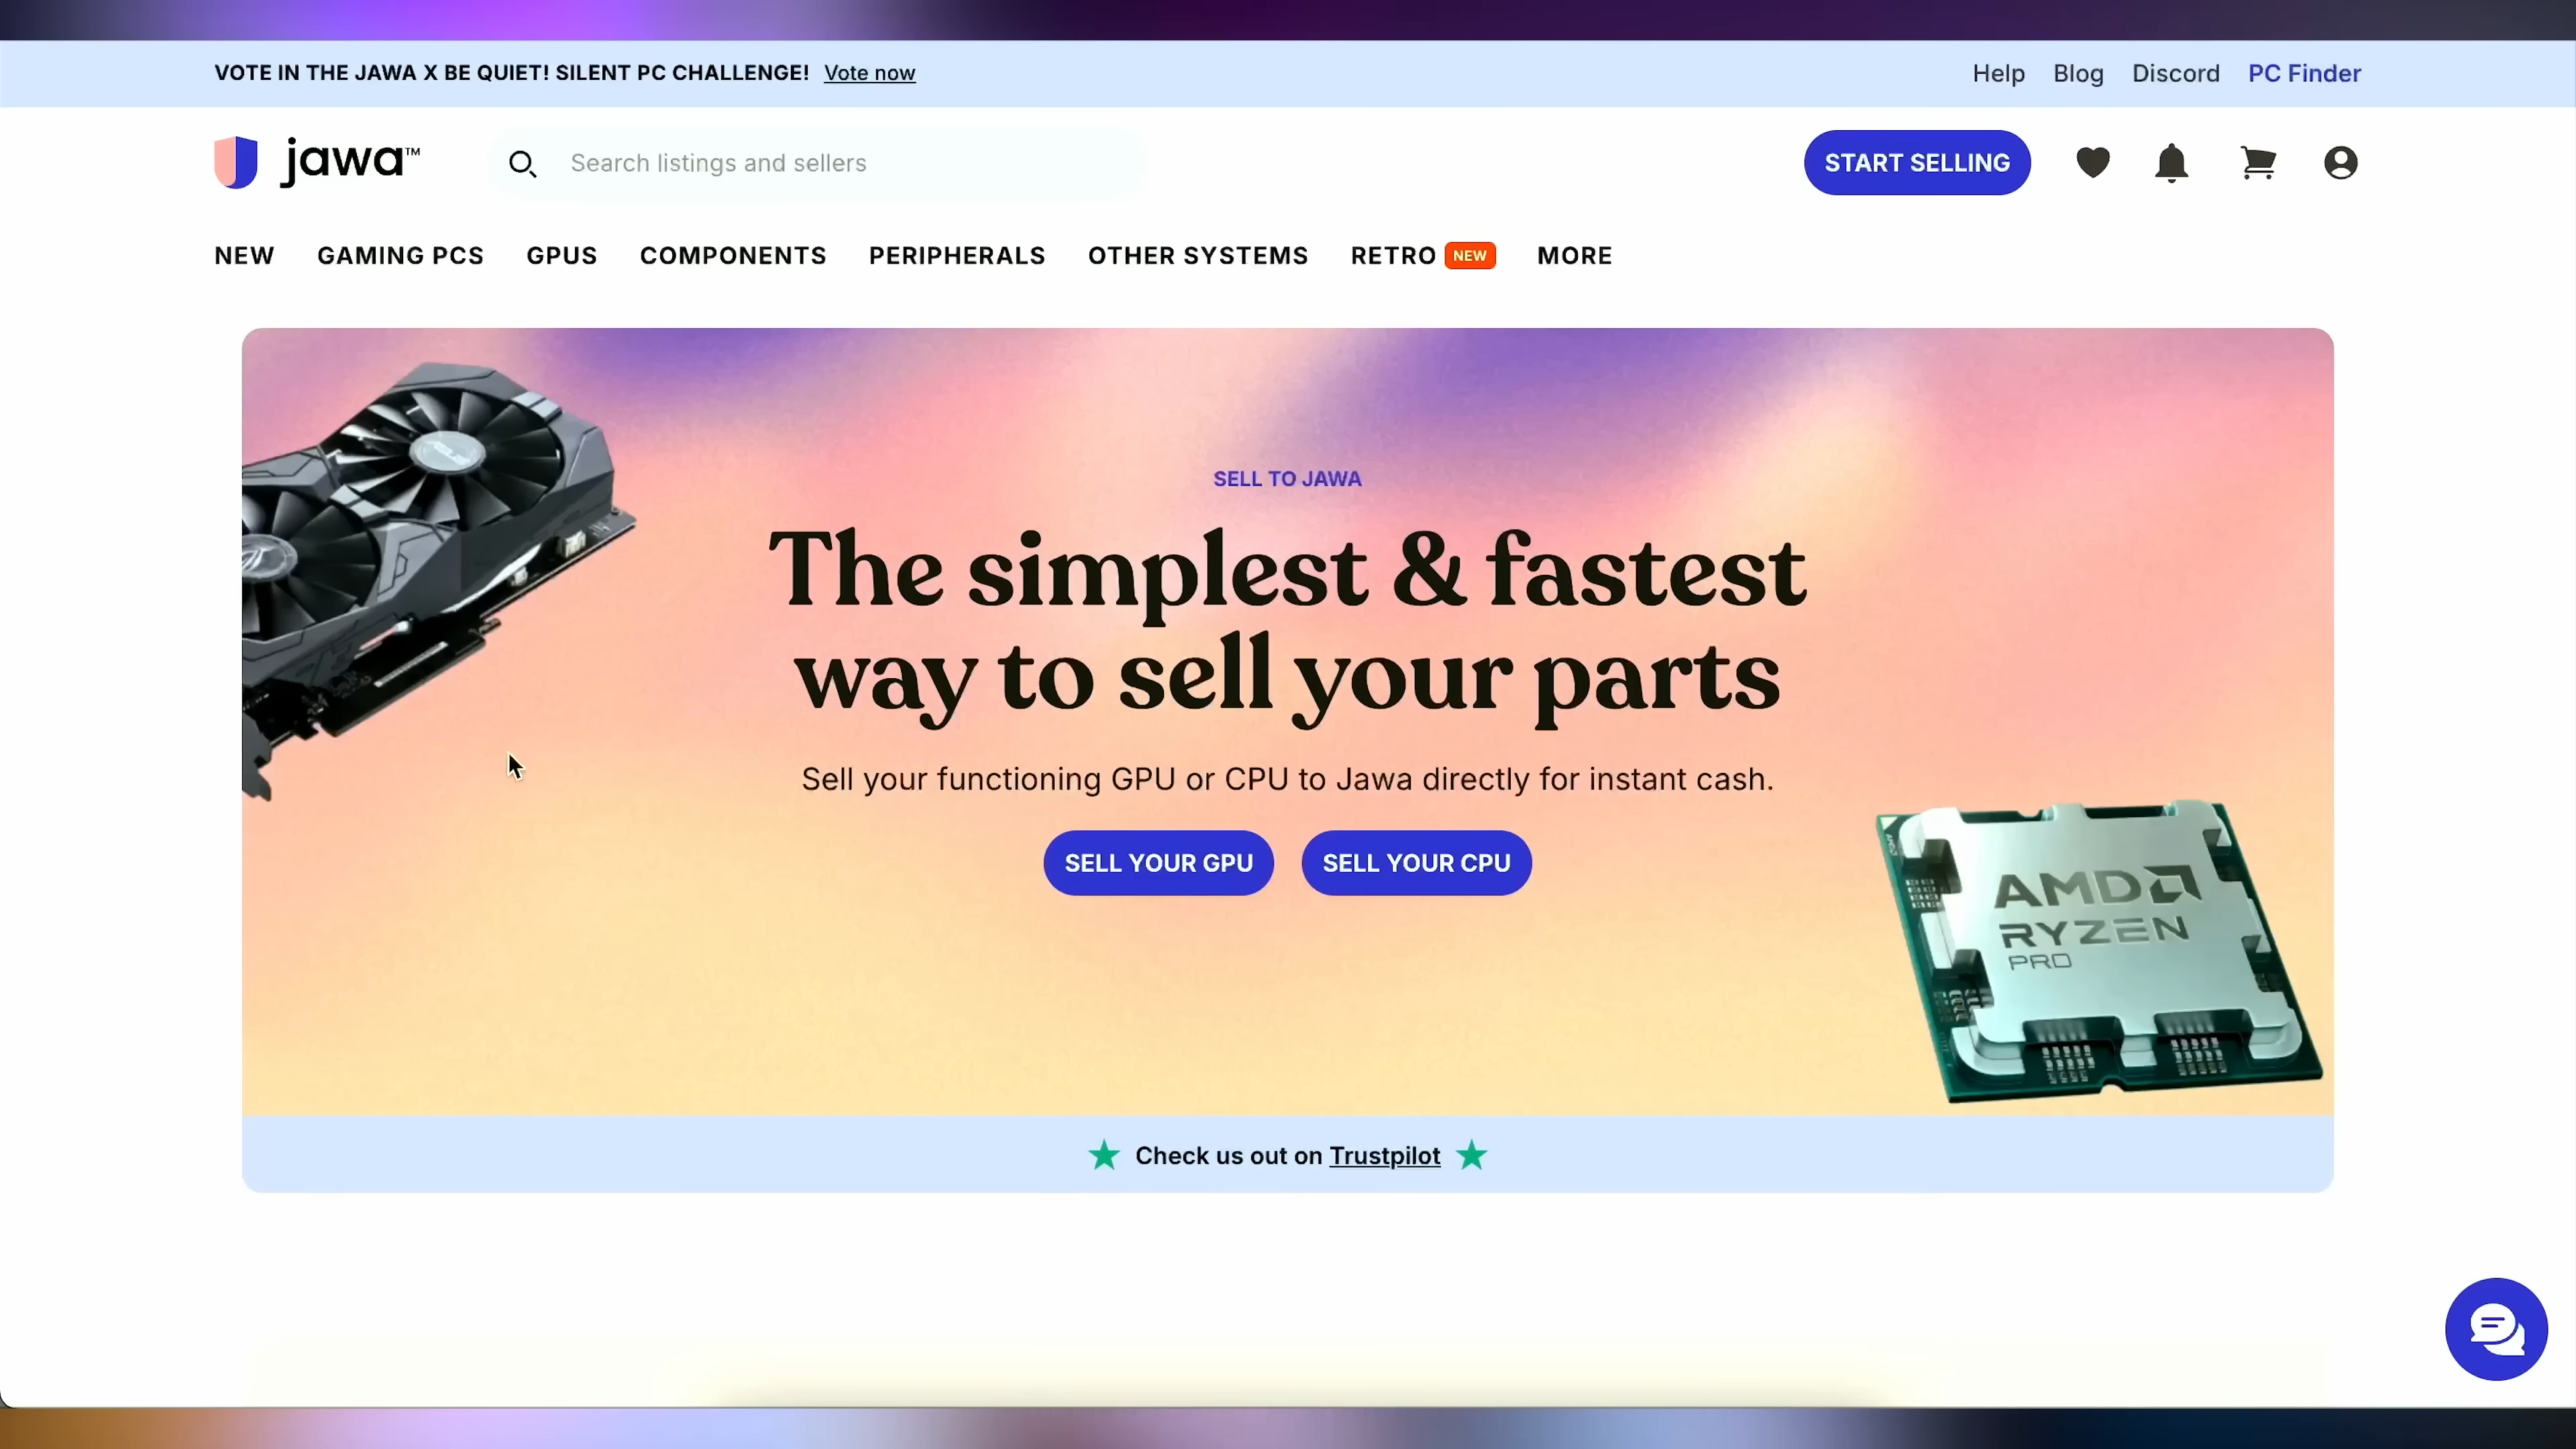 VOTE IN THE JAWA X BE QUIET! SILENT PC CHALLENGE! Vote now
Help Blog Discord PC Finder
jawa™
Search listings and sellers
START SELLING
NEW GAMING PCS GPUS COMPONENTS PERIPHERALS OTHER SYSTEMS RETRO NEW MORE
SELL TO JAWA
The simplest & fastest
way to sell your parts
Sell your functioning GPU or CPU to Jawa directly for instant cash.
SELL YOUR GPU SELL YOUR CPU
AMD
RYZEN
PRO
Check us out on Trustpilot